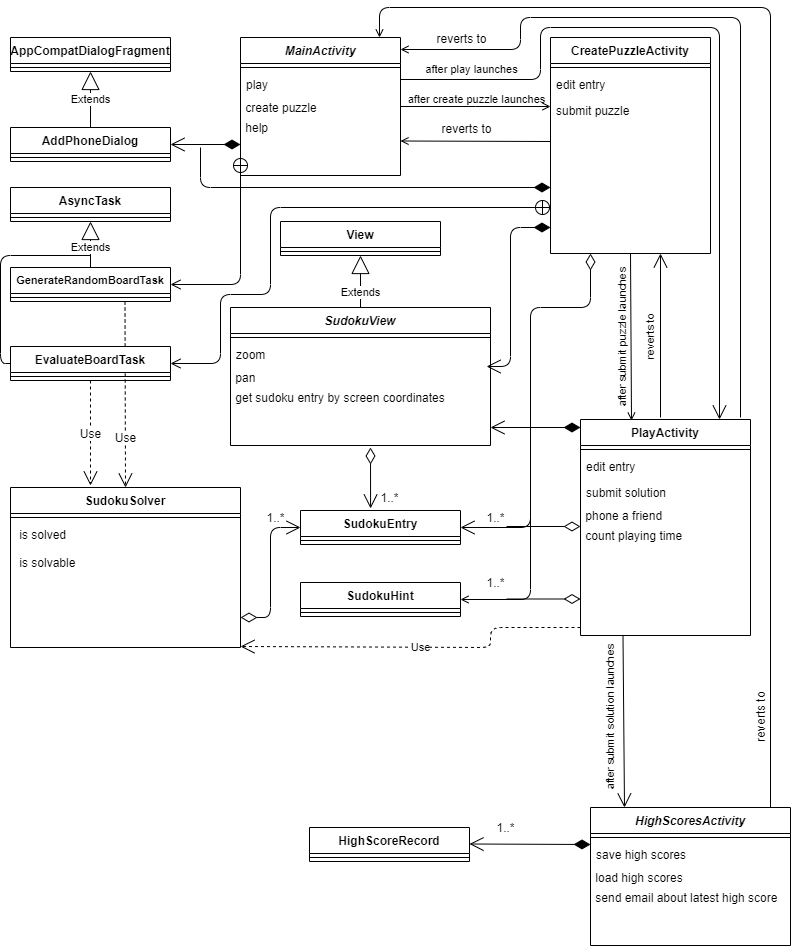 AppCompatDialogFragment
Extends
AddPhoneDialog
AsyncTask
Extends
GenerateRandomBoardTask
EvaluateBoardTask
Use
Use
MainActivity
play
create puzzle
help
reverts to
after play launches
after create puzzle launches
reverts to
CreatePuzzleActivity
edit entry
submit puzzle
View
Extends
SudokuView
zoom
pan
get sudoku entry by screen coordinates
after submit puzzle launches
reverts to
PlayActivity
edit entry
submit solution
phone a friend
count playing time
SudokuSolver
is solved
is solvable
1..*
1..*
SudokuEntry
1..*
SudokuHint
1..*
Use
after submit solution launches
reverts to
HighScoresActivity
save high scores
load high scores
send email about latest high score
1..*
HighScoreRecord